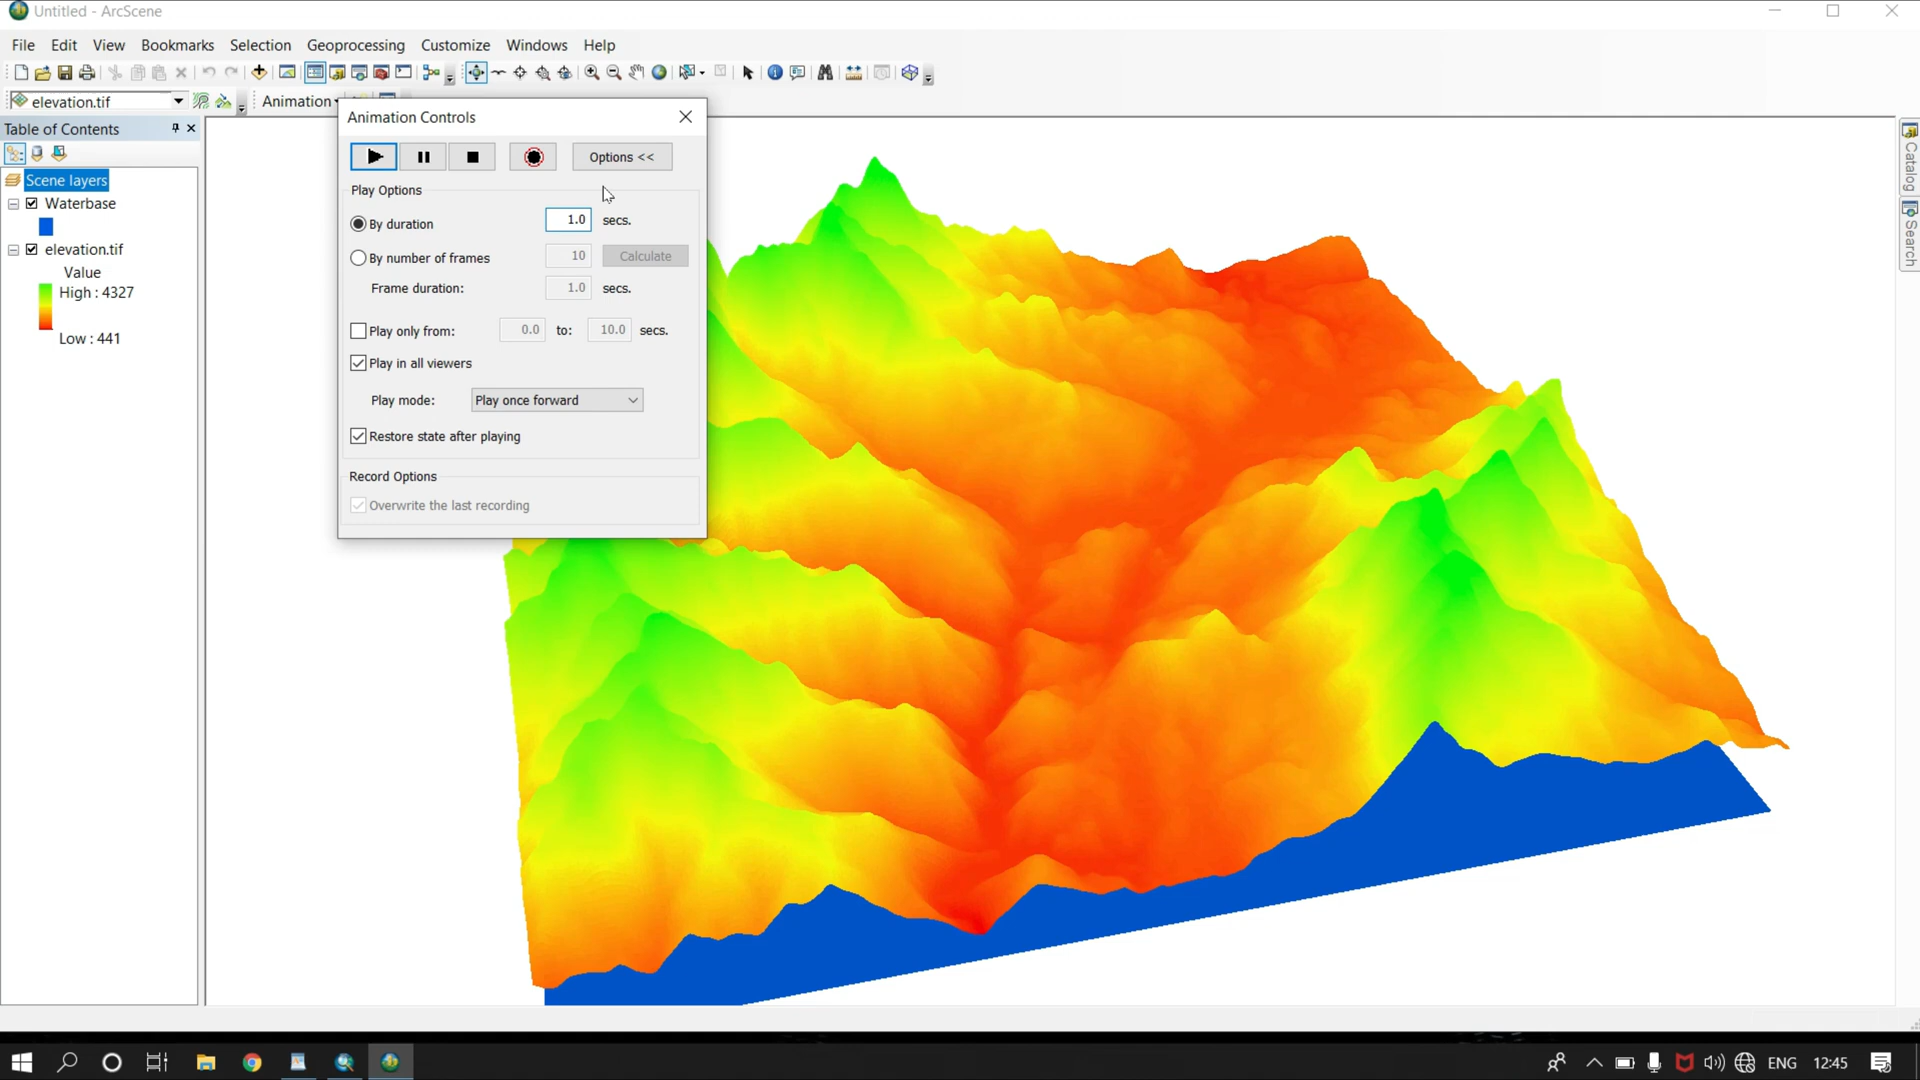 Untitled - ArcScene
File Edit View Bookmarks Selection Geoprocessing Customize Windows Help
elevation.tif
Animation
Table of Contents
Scene layers
Waterbase
elevation.tif
Value
High : 4327
Low : 441
Animation Controls
Options <<
Play Options
By duration 1.0 secs.
By number of frames 10 Calculate
Frame duration: 1.0 secs.
Play only from: 0.0 to: 10.0 secs.
Play in all viewers
Play mode: Play once forward
Restore state after playing
Record Options
Overwrite the last recording
Catalog
Search
ENG 12:45